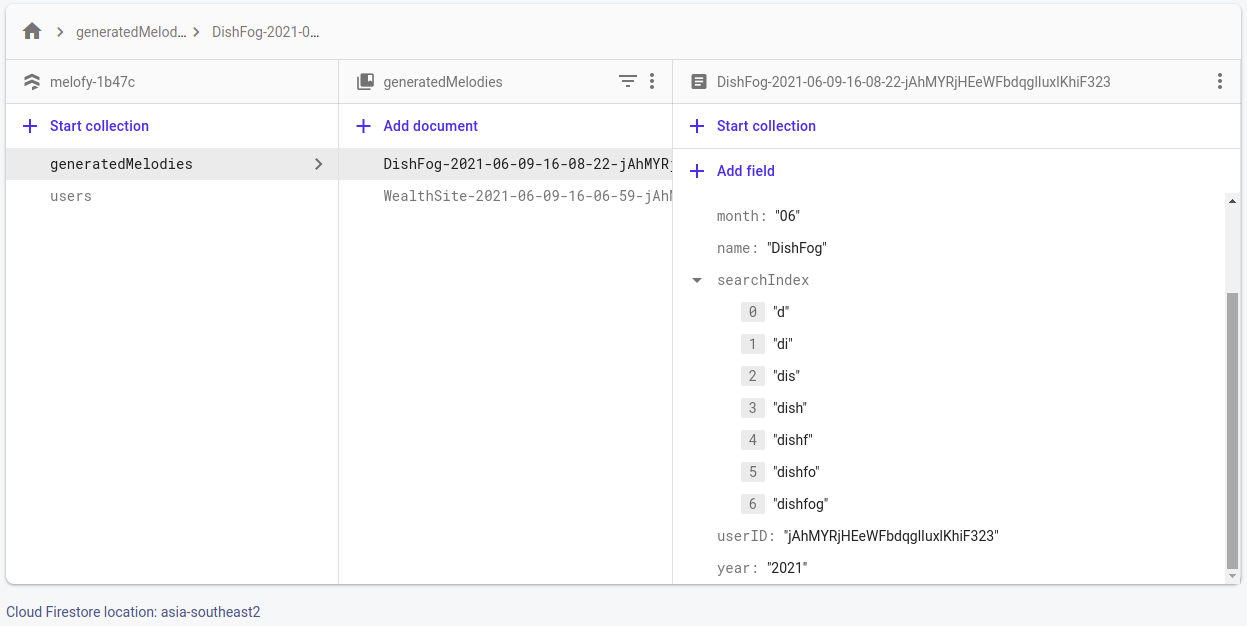 generatedMelod... DishFog-2021-0...
melofy-1b47c
Start collection
generatedMelodies
users
generatedMelodies
Add document
DishFog-2021-06-09-16-08-22-jAhMYRj
WealthSite-2021-06-09-16-06-59-jAhM
DishFog-2021-06-09-16-08-22-jAhMYRjHEeWFbdqglIuxlKhiF323
Start collection
Add field
month: "06"
name: "DishFog"
searchIndex
0 "d"
1 "di"
2 "dis"
3 "dish"
4 "dishf"
5 "dishfo"
6 "dishfog"
userID: "jAhMYRjHEeWFbdqglIuxlKhiF323"
year: "2021"
Cloud Firestore location: asia-southeast2